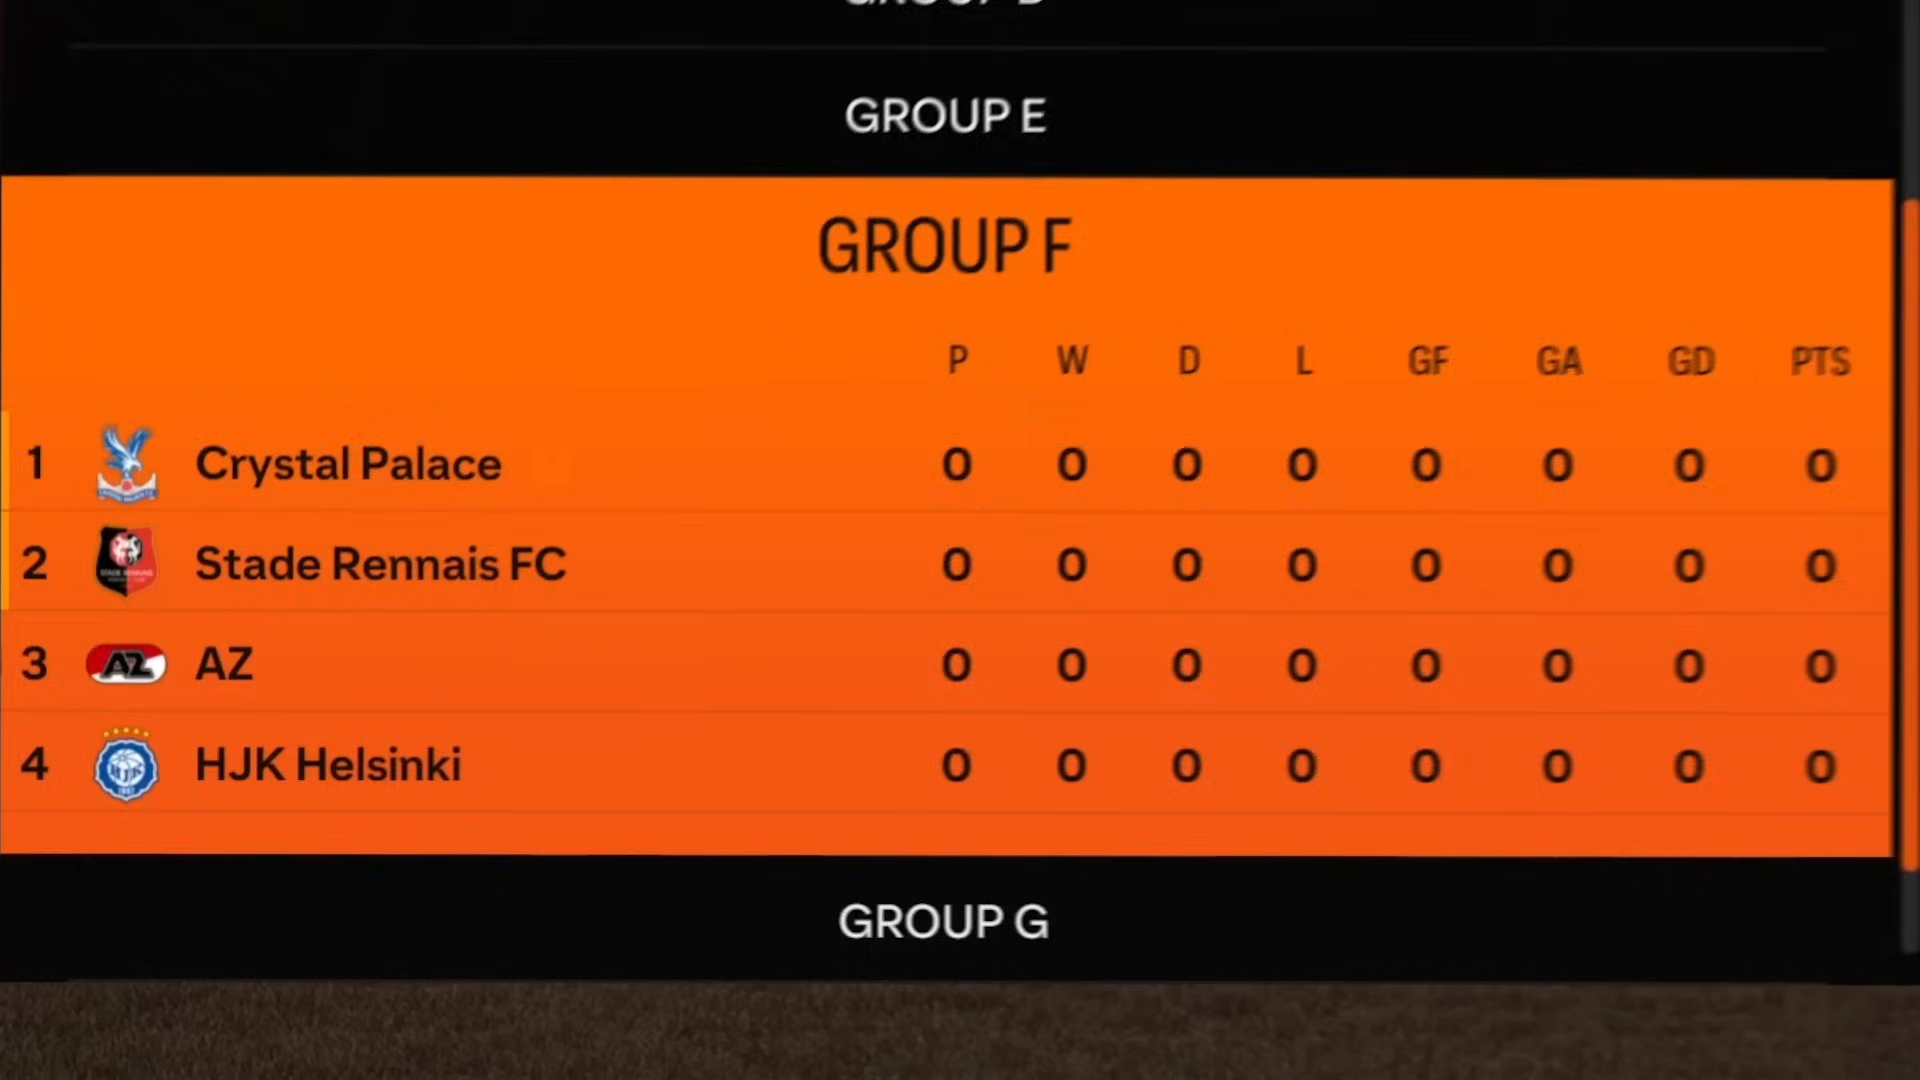 GROUP E
GROUP F
P W D L GF GA GD PTS
1 Crystal Palace 0 0 0 0 0 0 0 0
2 Stade Rennais FC 0 0 0 0 0 0 0 0
3 AZ AZ 0 0 0 0 0 0 0 0
4 HJK HJK Helsinki 0 0 0 0 0 0 0 0
GROUP G